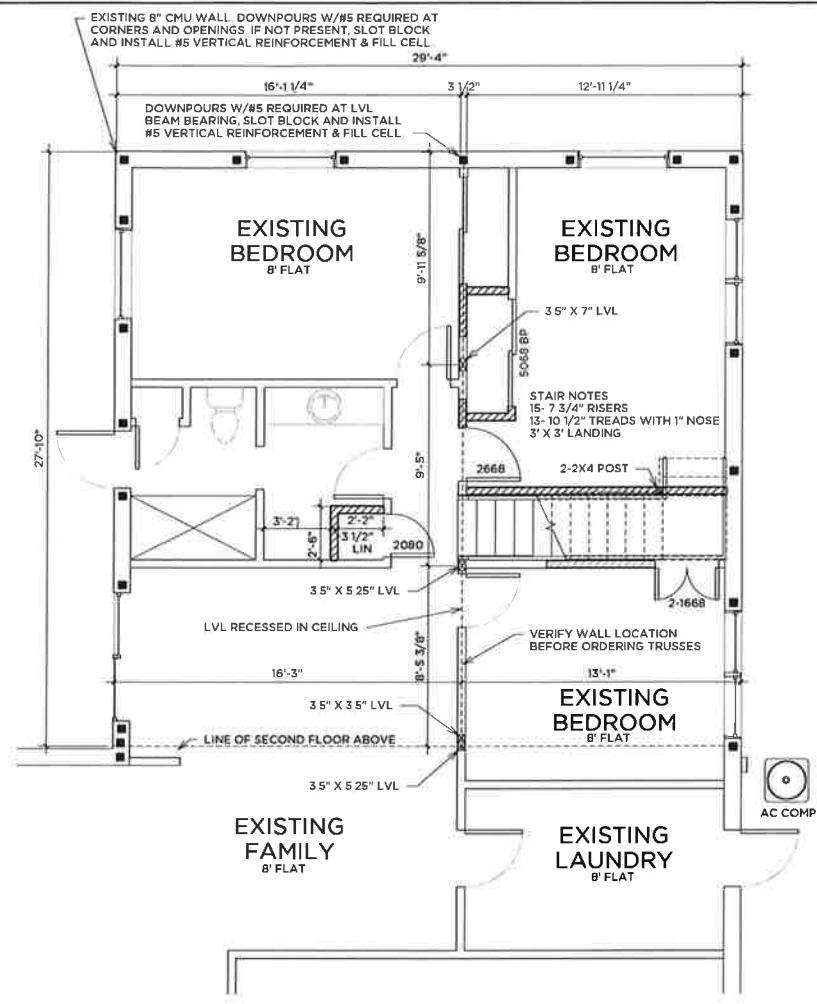 EXISTING 8" CMU WALL, DOWNPOURS W/#5 REQUIRED AT
CORNERS AND OPENINGS, IF NOT PRESENT, SLOT BLOCK
AND INSTALL #5 VERTICAL REINFORCEMENT & FILL CELL
29'-4"
16'-1 1/4"
3 1/2"
12'-11 1/4"
DOWNPOURS W/#5 REQUIRED AT LVL
BEAM BEARING, SLOT BLOCK AND INSTALL
#5 VERTICAL REINFORCEMENT & FILL CELL
EXISTING
BEDROOM
8' FLAT
EXISTING
BEDROOM
8' FLAT
9'-11 5/8"
3 5" X 7" LVL
5068 BP
STAIR NOTES
15- 7 3/4" RISERS
13- 10 1/2" TREADS WITH 1" NOSE
3' X 3' LANDING
27'-10"
9'-5"
2668
2-2X4 POST
3'-2"
2'-2"
3 1/2"
LIN
2'-6"
2080
3 5" X 5 25" LVL
2-1668
LVL RECESSED IN CEILING
VERIFY WALL LOCATION
BEFORE ORDERING TRUSSES
8'-5 3/8"
16'-3"
13'-1"
EXISTING
BEDROOM
8' FLAT
3 5" X 3 5" LVL
LINE OF SECOND FLOOR ABOVE
3 5" X 5 25" LVL
AC COMP
EXISTING
FAMILY
8' FLAT
EXISTING
LAUNDRY
8' FLAT